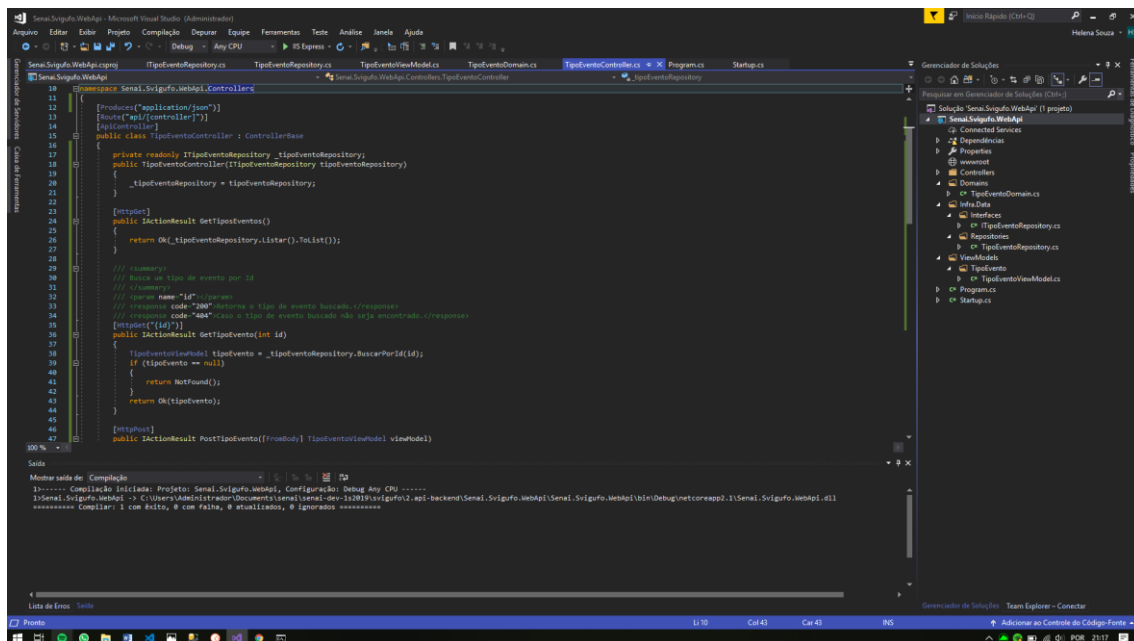 Senai.Svigufo.WebApi - Microsoft Visual Studio (Administrador)
Início Rápido (Ctrl+Q)
Arquivo Editar Exibir Projeto Compilação Depurar Equipe Ferramentas Teste Análise Janela Ajuda
Helena Souza
Debug Any CPU IIS Express
Senai.Svigufo.WebApi.csproj ITipoEventoRepository.cs TipoEventoRepository.cs TipoEventoViewModel.cs TipoEventoDomain.cs TipoEventoController.cs Program.cs Startup.cs
Senai.Svigufo.WebApi Senai.Svigufo.WebApi.Controllers.TipoEventoController _tipoEventoRepository
Gerenciador de Servidores
Caixa de Ferramentas
10 namespace Senai.Svigufo.WebApi.Controllers
11 {
12 [Produces("application/json")]
13 [Route("api/[controller]")]
14 [ApiController]
15 public class TipoEventoController : ControllerBase
16 {
17 private readonly ITipoEventoRepository _tipoEventoRepository;
18 public TipoEventoController(ITipoEventoRepository tipoEventoRepository)
19 {
20 _tipoEventoRepository = tipoEventoRepository;
21 }
22
23 [HttpGet]
24 public IActionResult GetTiposEventos()
25 {
26 return Ok(_tipoEventoRepository.Listar().ToList());
27 }
28
29 /// <summary>
30 /// Busca um tipo de evento por Id
31 /// </summary>
32 /// <param name="id"></param>
33 /// <response code="200">Retorna o tipo de evento buscado.</response>
34 /// <response code="404">Caso o tipo de evento buscado não seja encontrado.</response>
35 [HttpGet("{id}")]
36 public IActionResult GetTipoEvento(int id)
37 {
38 TipoEventoViewModel tipoEvento = _tipoEventoRepository.BuscarPorId(id);
39 if (tipoEvento == null)
40 {
41 return NotFound();
42 }
43 return Ok(tipoEvento);
44 }
45
46 [HttpPost]
47 public IActionResult PostTipoEvento([FromBody] TipoEventoViewModel viewModel)
100 %
Saída
Mostrar saída de: Compilação
1>------ Compilação iniciada: Projeto: Senai.Svigufo.WebApi, Configuração: Debug Any CPU ------
1>Senai.Svigufo.WebApi -> C:\Users\Administrador\Documents\senai\senai-dev-1s2019\svigufo\2.api-backend\Senai.Svigufo.WebApi\Senai.Svigufo.WebApi\bin\Debug\netcoreapp2.1\Senai.Svigufo.WebApi.dll
========== Compilar: 1 com êxito, 0 com falha, 0 atualizados, 0 ignorados ==========
Lista de Erros Saída
Gerenciador de Soluções
Pesquisar em Gerenciador de Soluções (Ctrl+;)
Solução 'Senai.Svigufo.WebApi' (1 projeto)
Senai.Svigufo.WebApi
Connected Services
Dependências
Properties
wwwroot
Controllers
Domains
C# TipoEventoDomain.cs
Infra.Data
Interfaces
C# ITipoEventoRepository.cs
Repositories
C# TipoEventoRepository.cs
ViewModels
TipoEvento
C# TipoEventoViewModel.cs
C# Program.cs
C# Startup.cs
Gerenciador de Soluções Team Explorer – Conectar
Ferramentas de Diagnóstico
Propriedades
Pronto Li 10 Col 43 Car 43 INS Adicionar ao Controle do Código-Fonte
POR 21:17